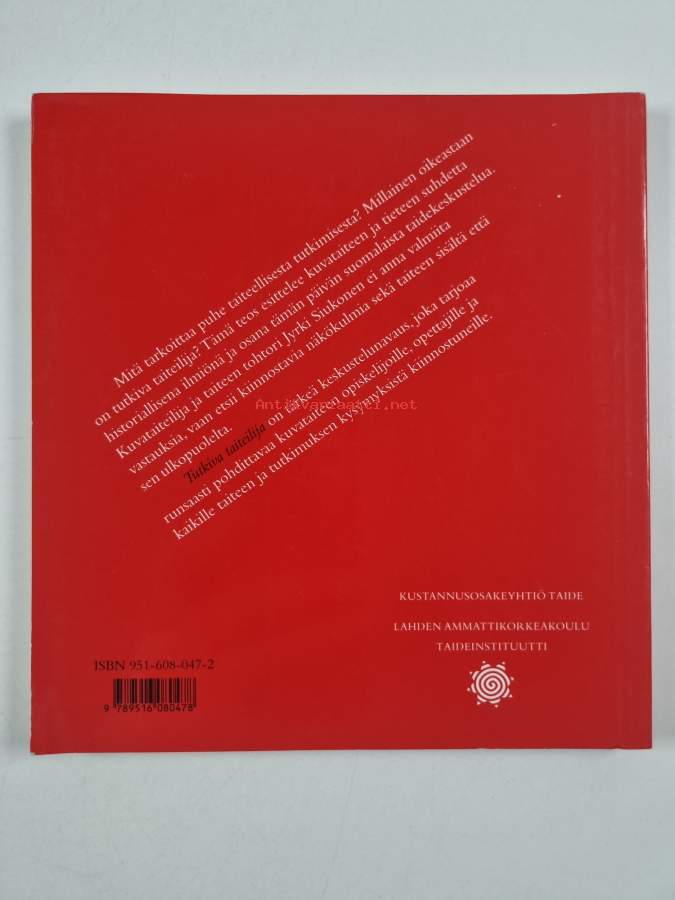 Mitä tarkoittaa puhe taiteellisesta tutkimisesta? Millainen oikeastaan
on tutkiva taiteilija? Tämä teos esittelee kuvataiteen ja tieteen suhdetta
historiallisena ilmiönä ja osana tämän päivän suomalaista taidekeskustelua.
Kuvataiteilija ja taiteen tohtori Jyrki Siukonen ei anna valmiita
vastauksia, vaan etsii kiinnostavia näkökulmia sekä taiteen sisältä että
sen ulkopuolelta.
Tutkiva taiteilija on tärkeä keskustelunavaus, joka tarjoaa
runsaasti pohdittavaa kuvataiteen opiskelijoille, opettajille ja
kaikille taiteen ja tutkimuksen kysymyksistä kiinnostuneille.
Antikvariaatti.net
KUSTANNUSOSAKEYHTIÖ TAIDE
LAHDEN AMMATTIKORKEAKOULU
TAIDEINSTITUUTTI
ISBN 951-608-047-2
9 789516 080478